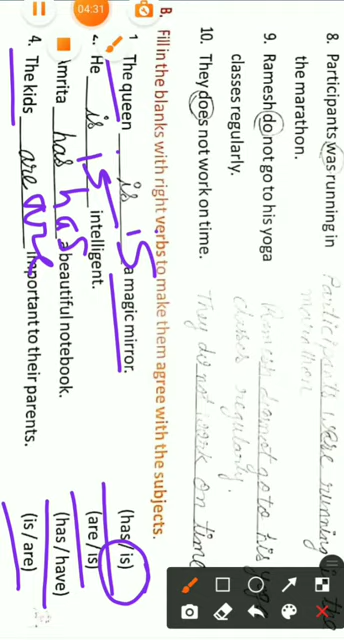 04:31
8. Participants was running in the marathon.
Participants were running in the marathon
9. Ramesh do not go to his yoga classes regularly.
Ramesh go to his yoga classes regularly.
10. They does not work on time.
They do not work on time
B. Fill in the blanks with right verbs to make them agree with the subjects.
1 The queen is is a magic mirror. (has / is)
2. He is is intelligent. (are / is)
Amrita has has a beautiful notebook. (has / have)
4. The kids are are important to their parents. (is / are)